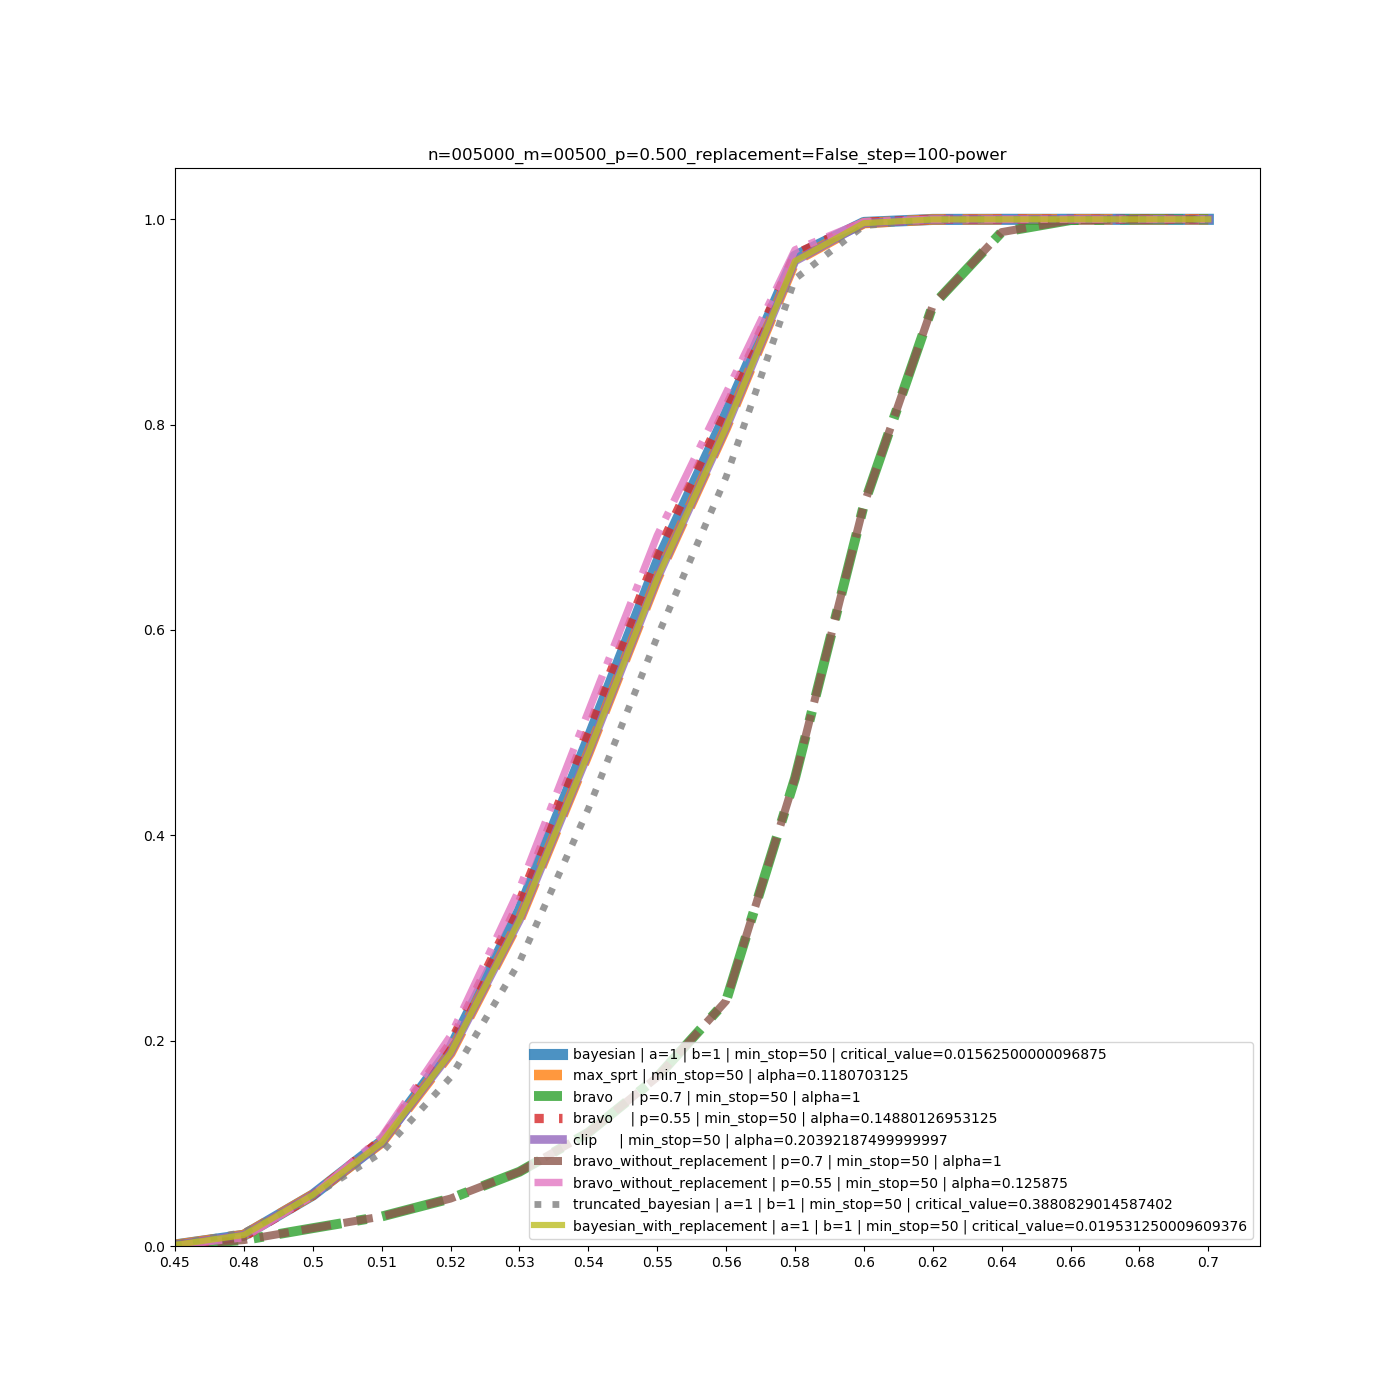 n=005000_m=00500_p=0.500_replacement=False_step=100-power
1.0
0.8
0.6
0.4
0.2
0.0
bayesian | a=1 | b=1 | min_stop=50 | critical_value=0.01562500000096875
max_sprt | min_stop=50 | alpha=0.1180703125
bravo    | p=0.7 | min_stop=50 | alpha=1
bravo    | p=0.55 | min_stop=50 | alpha=0.14880126953125
clip     | min_stop=50 | alpha=0.20392187499999997
bravo_without_replacement | p=0.7 | min_stop=50 | alpha=1
bravo_without_replacement | p=0.55 | min_stop=50 | alpha=0.125875
truncated_bayesian | a=1 | b=1 | min_stop=50 | critical_value=0.3880829014587402
bayesian_with_replacement | a=1 | b=1 | min_stop=50 | critical_value=0.019531250009609376
0.45 0.48 0.5 0.51 0.52 0.53 0.54 0.55 0.56 0.58 0.6 0.62 0.64 0.66 0.68 0.7